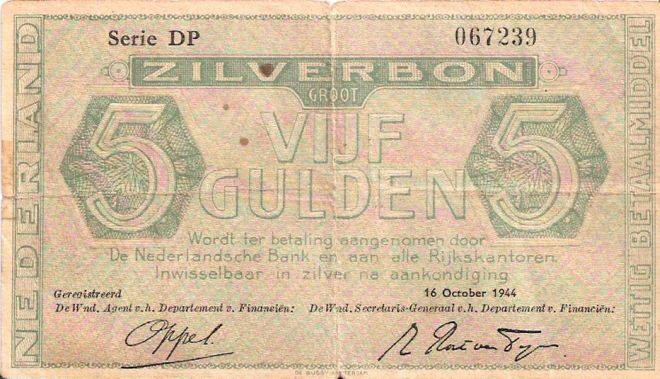 Serie DP
067239
ZILVERBON
GROOT
5
VIJF
GULDEN
5
NEDERLAND
WETTIG BETAALMIDDEL
Wordt ter betaling aangenomen door
De Nederlandsche Bank en aan alle Rijkskantoren.
Inwisselbaar in zilver na aankondiging.
Geregistreerd
16 October 1944
De Wnd. Agent v.h. Departement v. Financiën:
De Wnd. Secretaris-Generaal v.h. Departement v. Financiën:
Oppel.